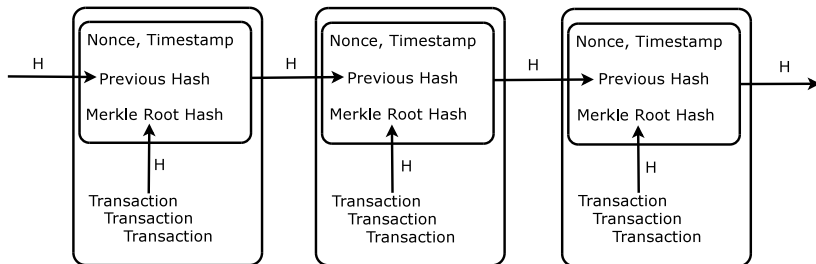 H
Nonce, Timestamp
Previous Hash
Merkle Root Hash
H
Transaction
Transaction
Transaction
H
Nonce, Timestamp
Previous Hash
Merkle Root Hash
H
Transaction
Transaction
Transaction
H
Nonce, Timestamp
Previous Hash
Merkle Root Hash
H
Transaction
Transaction
Transaction
H